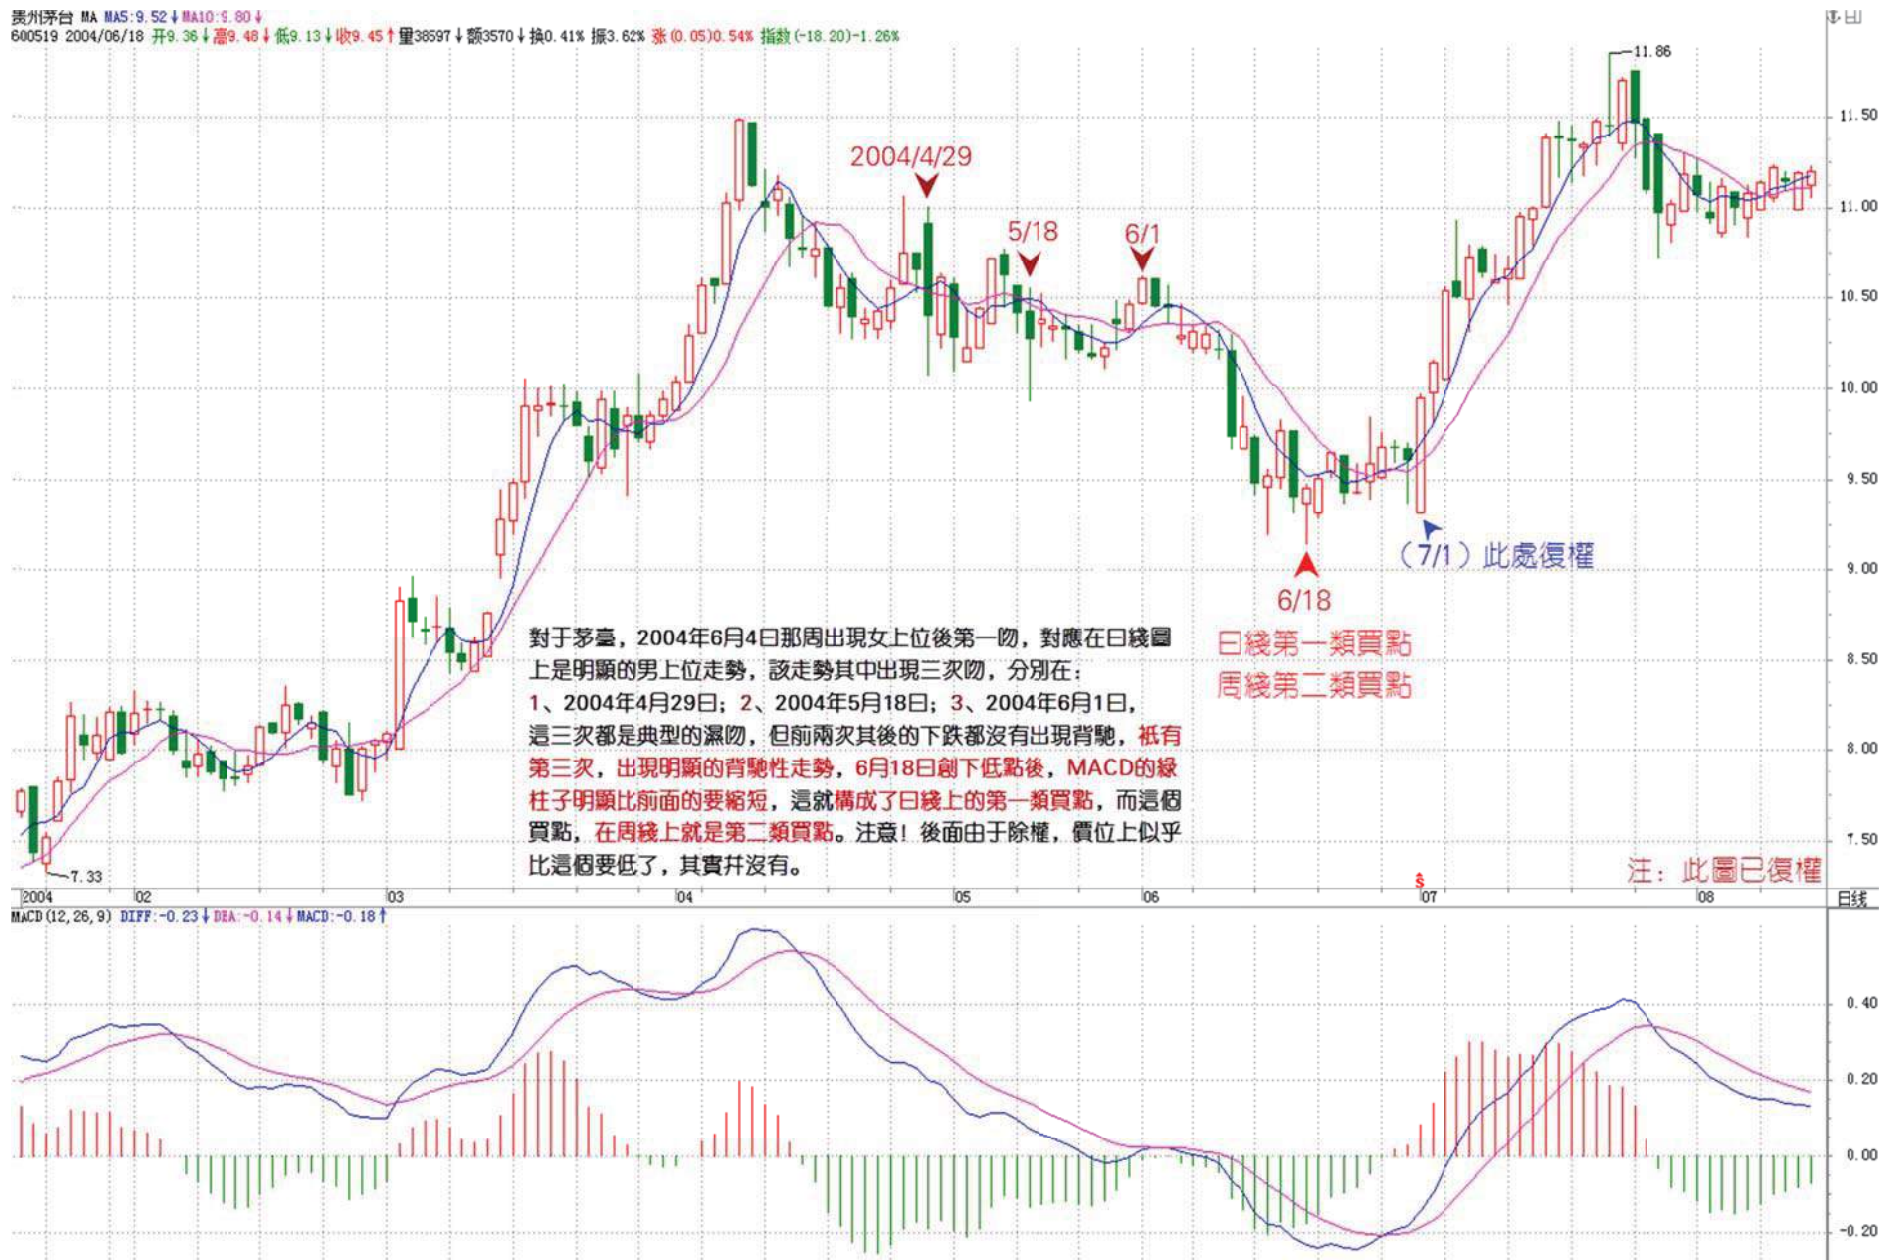 贵州茅台 MA MA5:9.52↓MA10:9.80↓
600519 2004/06/18 开9.36↓高9.48↓低9.13↓收9.45↑量38597↓额3570↓换0.41% 振3.62% 涨(0.05)0.54% 指数(-18.20)-1.26%
11.86
11.50
2004/4/29
11.00
5/18
6/1
10.50
10.00
9.50
(7/1)此處復權
9.00
6/18
日綫第一類買點
周綫第二類買點
8.50
對于茅臺，2004年6月4日那周出現女上位後第一吻，對應在日綫圖
上是明顯的男上位走勢，該走勢其中出現三次吻，分別在：
1、2004年4月29日；2、2004年5月18日；3、2004年6月1日，
這三次都是典型的濕吻，但前兩次其後的下跌都沒有出現背馳，衹有
第三次，出現明顯的背馳性走勢，6月18日創下低點後，MACD的綠
柱子明顯比前面的要縮短，這就構成了日綫上的第一類買點，而這個
買點，在周綫上就是第二類買點。注意！後面由于除權，價位上似乎
比這個要低了，其實幷沒有。
8.00
7.50
7.33
注：此圖已復權
2004 02 03 04 05 06 07 08 日线
MACD(12,26,9) DIFF:-0.23↓DEA:-0.14↓MACD:-0.18↑
0.40
0.20
0.00
-0.20